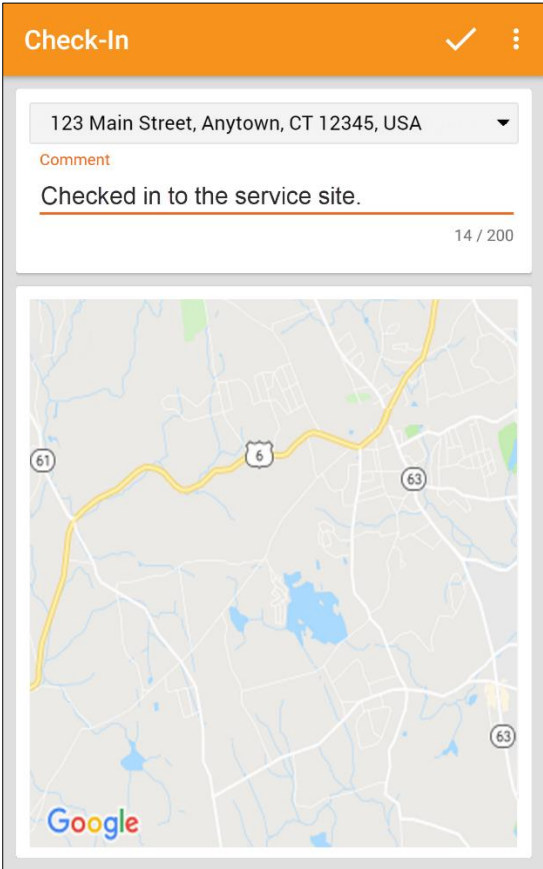 Check-In
123 Main Street, Anytown, CT 12345, USA
Comment
Checked in to the service site.
14 / 200
61
6
63
63
Google